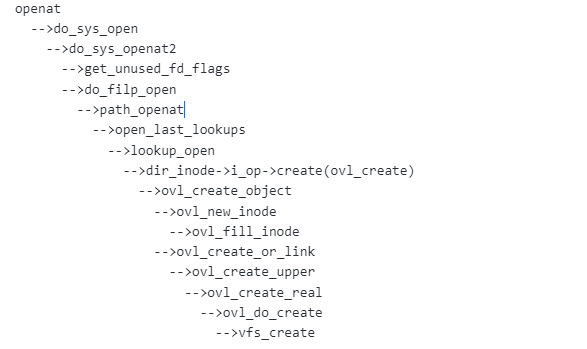 openat
-->do_sys_open
-->do_sys_openat2
-->get_unused_fd_flags
-->do_filp_open
-->path_openat
-->open_last_lookups
-->lookup_open
-->dir_inode->i_op->create(ovl_create)
-->ovl_create_object
-->ovl_new_inode
-->ovl_fill_inode
-->ovl_create_or_link
-->ovl_create_upper
-->ovl_create_real
-->ovl_do_create
-->vfs_create